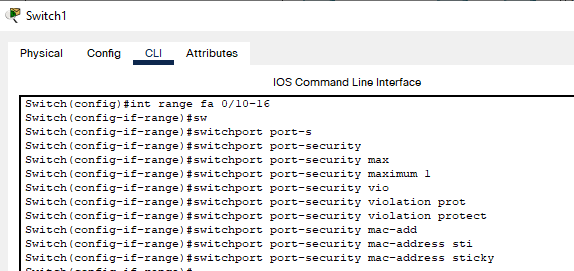 Switch1
Physical Config CLI Attributes
IOS Command Line Interface
Switch(config)#int range fa 0/10-16
Switch(config-if-range)#sw
Switch(config-if-range)#switchport port-s
Switch(config-if-range)#switchport port-security
Switch(config-if-range)#switchport port-security max
Switch(config-if-range)#switchport port-security maximum 1
Switch(config-if-range)#switchport port-security vio
Switch(config-if-range)#switchport port-security violation prot
Switch(config-if-range)#switchport port-security violation protect
Switch(config-if-range)#switchport port-security mac-add
Switch(config-if-range)#switchport port-security mac-address sti
Switch(config-if-range)#switchport port-security mac-address sticky
Switch(config-if-range)#